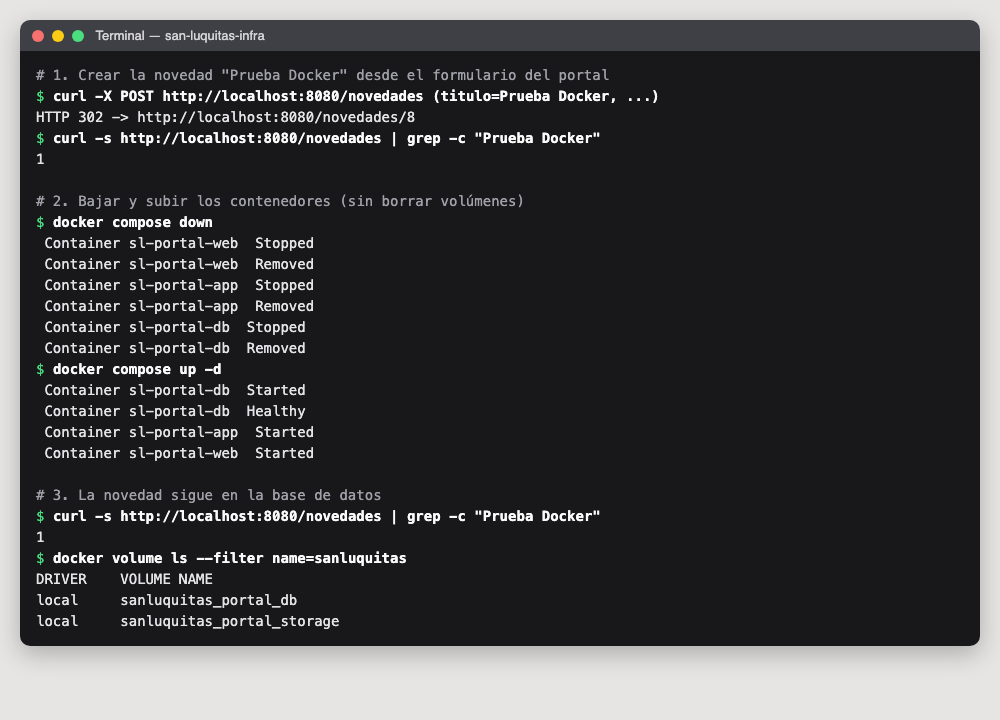 Terminal — san-luquitas-infra
# 1. Crear la novedad "Prueba Docker" desde el formulario del portal
$ curl -X POST http://localhost:8080/novedades (titulo=Prueba Docker, ...)
HTTP 302 -> http://localhost:8080/novedades/8
$ curl -s http://localhost:8080/novedades | grep -c "Prueba Docker"
1
# 2. Bajar y subir los contenedores (sin borrar volúmenes)
$ docker compose down
Container sl-portal-web  Stopped
Container sl-portal-web  Removed
Container sl-portal-app  Stopped
Container sl-portal-app  Removed
Container sl-portal-db  Stopped
Container sl-portal-db  Removed
$ docker compose up -d
Container sl-portal-db  Started
Container sl-portal-db  Healthy
Container sl-portal-app  Started
Container sl-portal-web  Started
# 3. La novedad sigue en la base de datos
$ curl -s http://localhost:8080/novedades | grep -c "Prueba Docker"
1
$ docker volume ls --filter name=sanluquitas
DRIVER    VOLUME NAME
local     sanluquitas_portal_db
local     sanluquitas_portal_storage